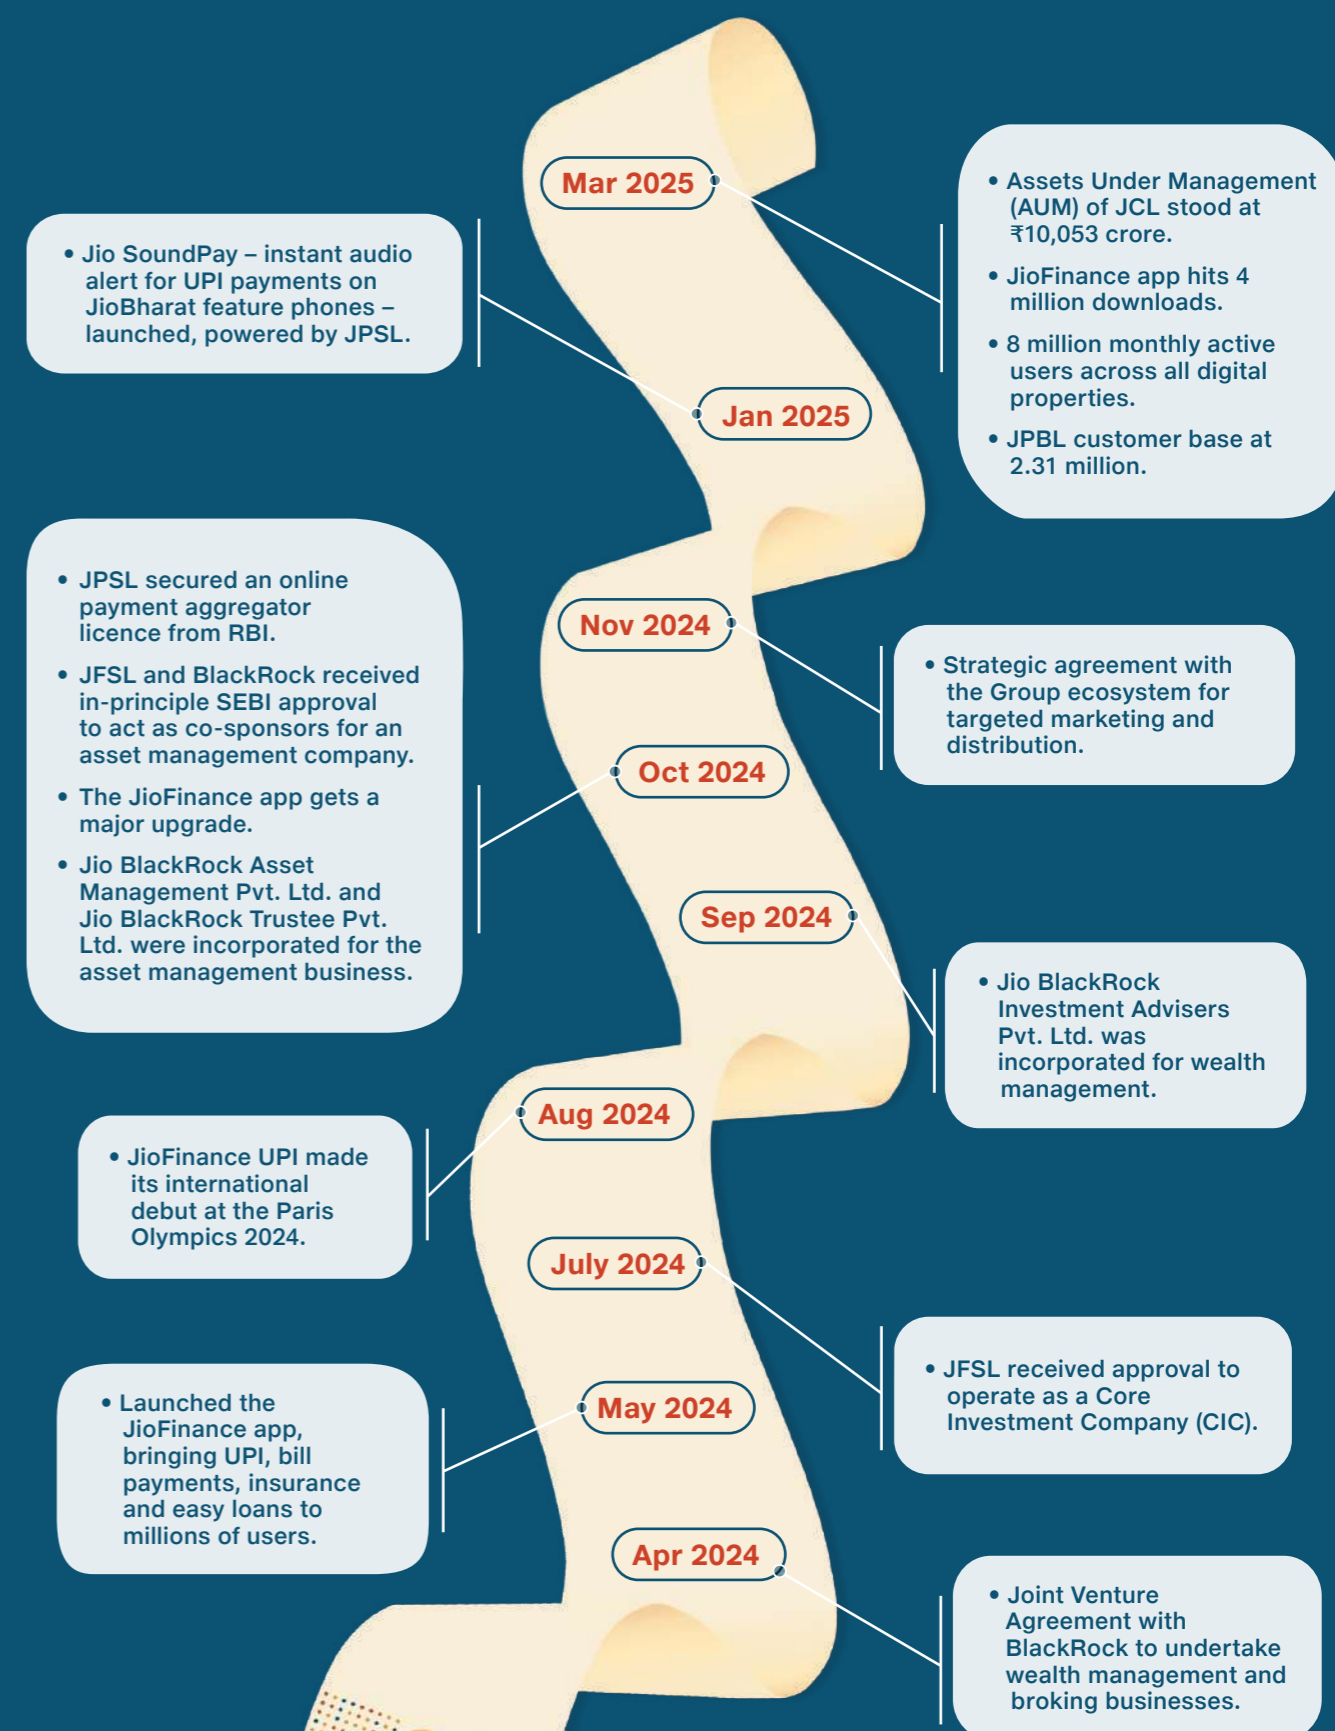 Mar 2025
• Assets Under Management
(AUM) of JCL stood at
₹10,053 crore.
• JioFinance app hits 4
million downloads.
• 8 million monthly active
users across all digital
properties.
• JPBL customer base at
2.31 million.
• Jio SoundPay – instant audio
alert for UPI payments on
JioBharat feature phones –
launched, powered by JPSL.
Jan 2025
Nov 2024
• Strategic agreement with
the Group ecosystem for
targeted marketing and
distribution.
• JPSL secured an online
payment aggregator
licence from RBI.
• JFSL and BlackRock received
in-principle SEBI approval
to act as co-sponsors for an
asset management company.
• The JioFinance app gets a
major upgrade.
• Jio BlackRock Asset
Management Pvt. Ltd. and
Jio BlackRock Trustee Pvt.
Ltd. were incorporated for the
asset management business.
Oct 2024
Sep 2024
• Jio BlackRock
Investment Advisers
Pvt. Ltd. was
incorporated for wealth
management.
Aug 2024
• JioFinance UPI made
its international
debut at the Paris
Olympics 2024.
July 2024
• JFSL received approval to
operate as a Core
Investment Company (CIC).
• Launched the
JioFinance app,
bringing UPI, bill
payments, insurance
and easy loans to
millions of users.
May 2024
Apr 2024
• Joint Venture
Agreement with
BlackRock to undertake
wealth management and
broking businesses.